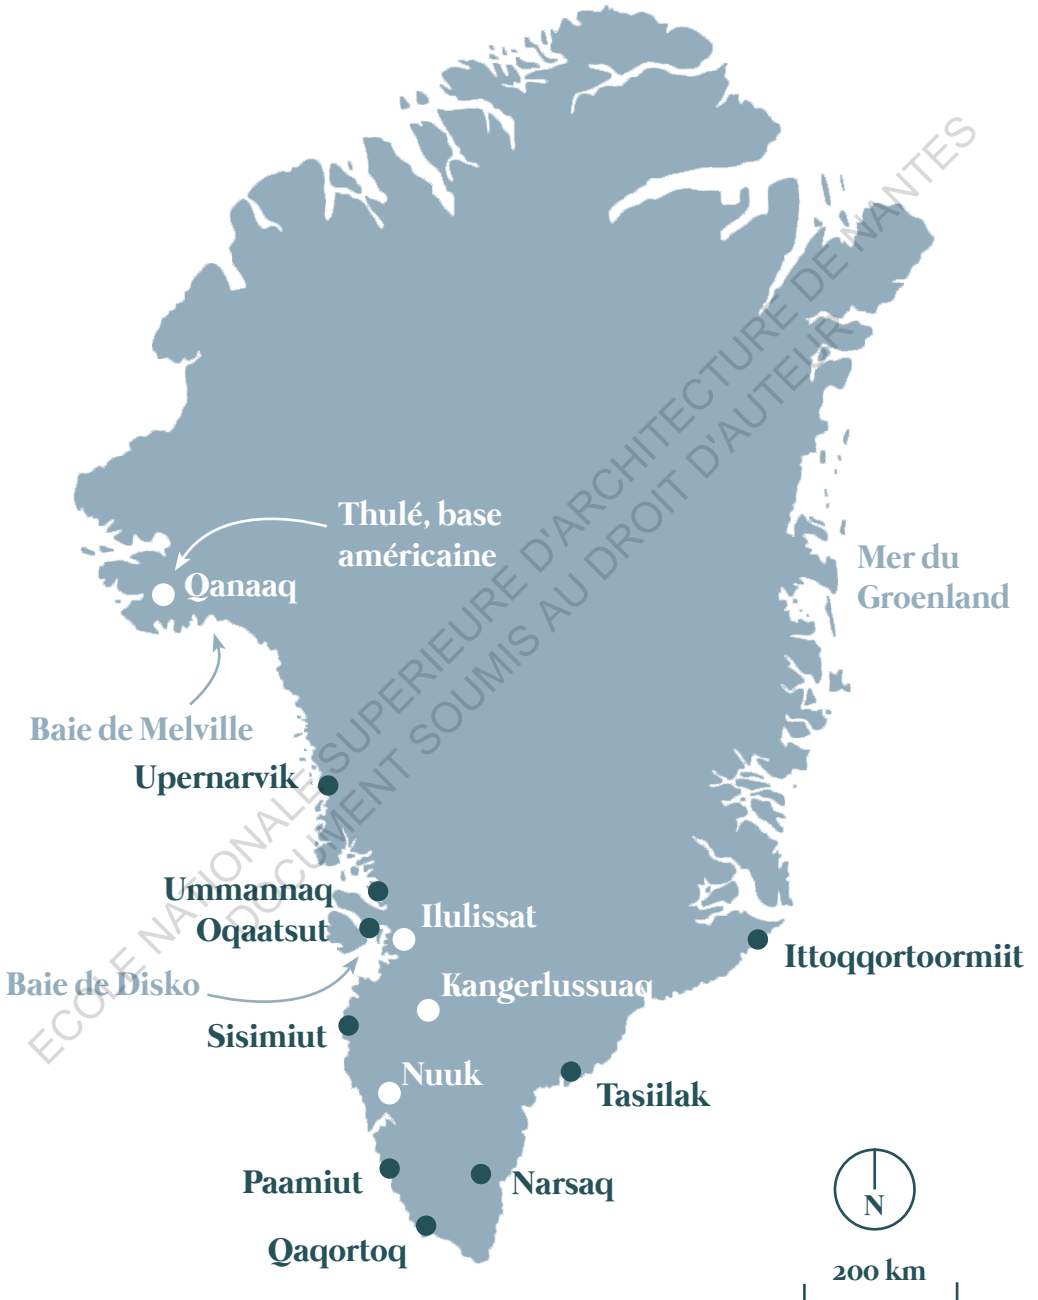 ECOLE NATIONALE SUPERIEURE D'ARCHITECTURE DE NANTES
DOCUMENT SOUMIS AU DROIT D'AUTEUR
Thulé, base
américaine
Qanaaq
Mer du
Groenland
Baie de Melville
Upernarvik
Ummannaq
Oqaatsut
Ilulissat
Ittoqqortoormiit
Baie de Disko
Kangerlussuaq
Sisimiut
Nuuk
Tasiilak
Paamiut
Narsaq
Qaqortoq
N
200 km